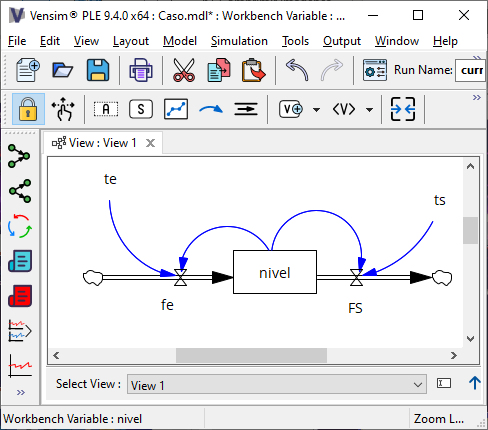 Vensim® PLE 9.4.0 x64 : Caso.mdl* : Workbench Variable : ...
File Edit View Layout Model Simulation Tools Output Window Help
Run Name: curr
A S V <V>
View : View 1
te
ts
nivel
fe
FS
Select View : View 1
Workbench Variable : nivel Zoom L...